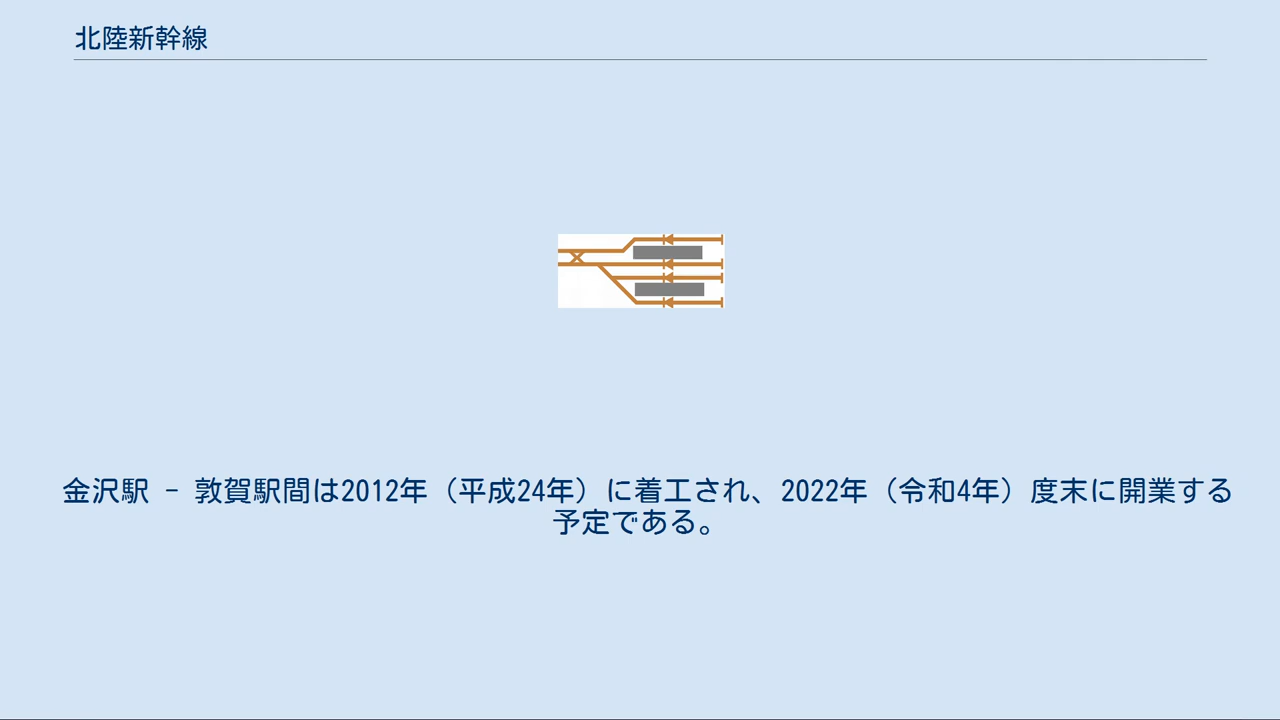 北陸新幹線
金沢駅 - 敦賀駅間は2012年（平成24年）に着工され、2022年（令和4年）度末に開業する
予定である。